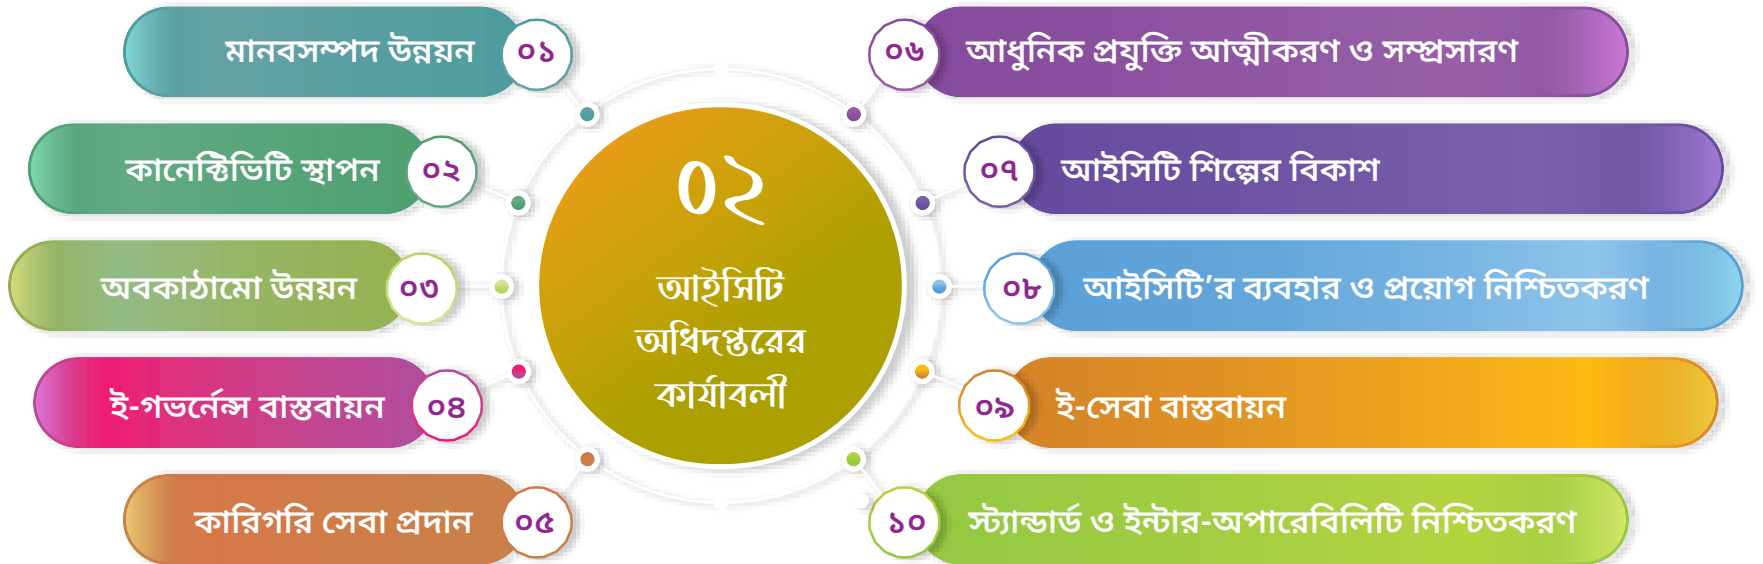 মানবসম্পদ উন্নয়ন ০১
কানেক্টিভিটি স্থাপন ০২
অবকাঠামো উন্নয়ন ০৩
ই-গভর্নেন্স বাস্তবায়ন ০৪
কারিগরি সেবা প্রদান ০৫
০২
আইসিটি
অধিদপ্তরের
কার্যাবলী
০৬ আধুনিক প্রযুক্তি আত্মীকরণ ও সম্প্রসারণ
০৭ আইসিটি শিল্পের বিকাশ
০৮ আইসিটি’র ব্যবহার ও প্রয়োগ নিশ্চিতকরণ
০৯ ই-সেবা বাস্তবায়ন
১০ স্ট্যান্ডার্ড ও ইন্টার-অপারেবিলিটি নিশ্চিতকরণ